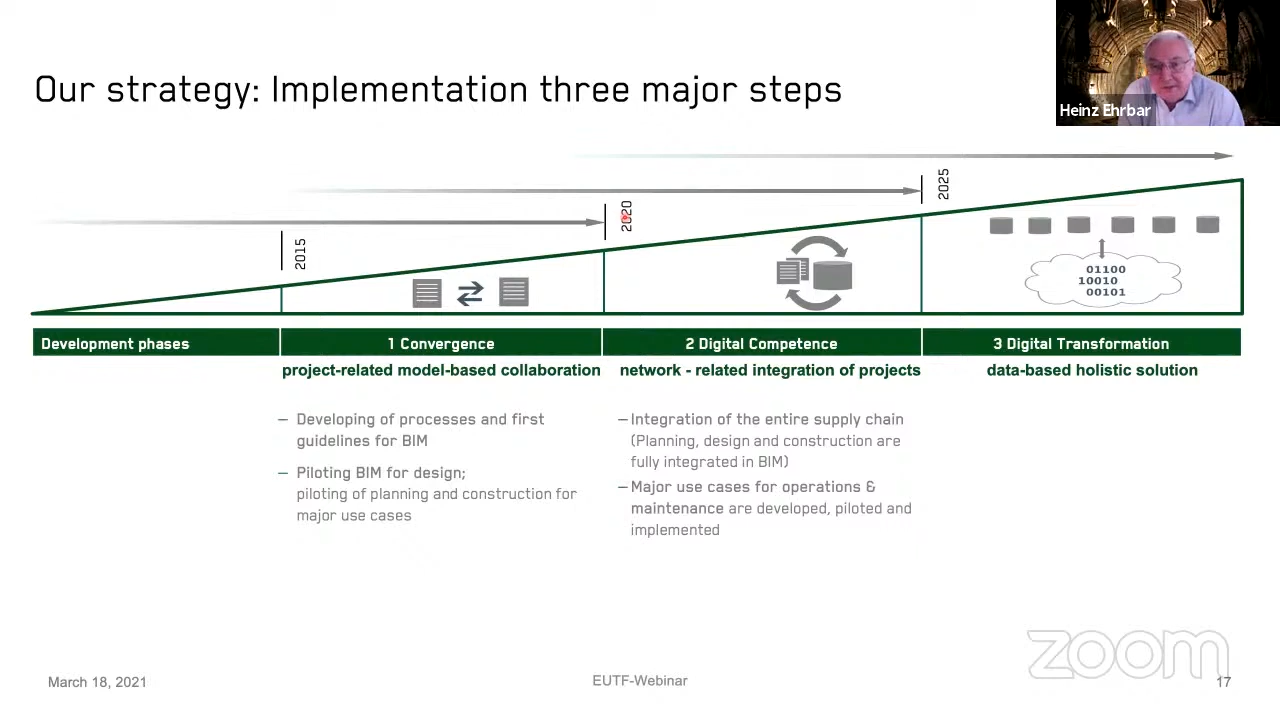 Our strategy: Implementation three major steps
Heinz Ehrbar
2015
2020
2025
01100
10010
00101
Development phases
1 Convergence
2 Digital Competence
3 Digital Transformation
project-related model-based collaboration
network - related integration of projects
data-based holistic solution
– Developing of processes and first
guidelines for BIM
– Piloting BIM for design;
piloting of planning and construction for
major use cases
– Integration of the entire supply chain
(Planning, design and construction are
fully integrated in BIM)
– Major use cases for operations &
maintenance are developed, piloted and
implemented
zoom
March 18, 2021
EUTF-Webinar
17